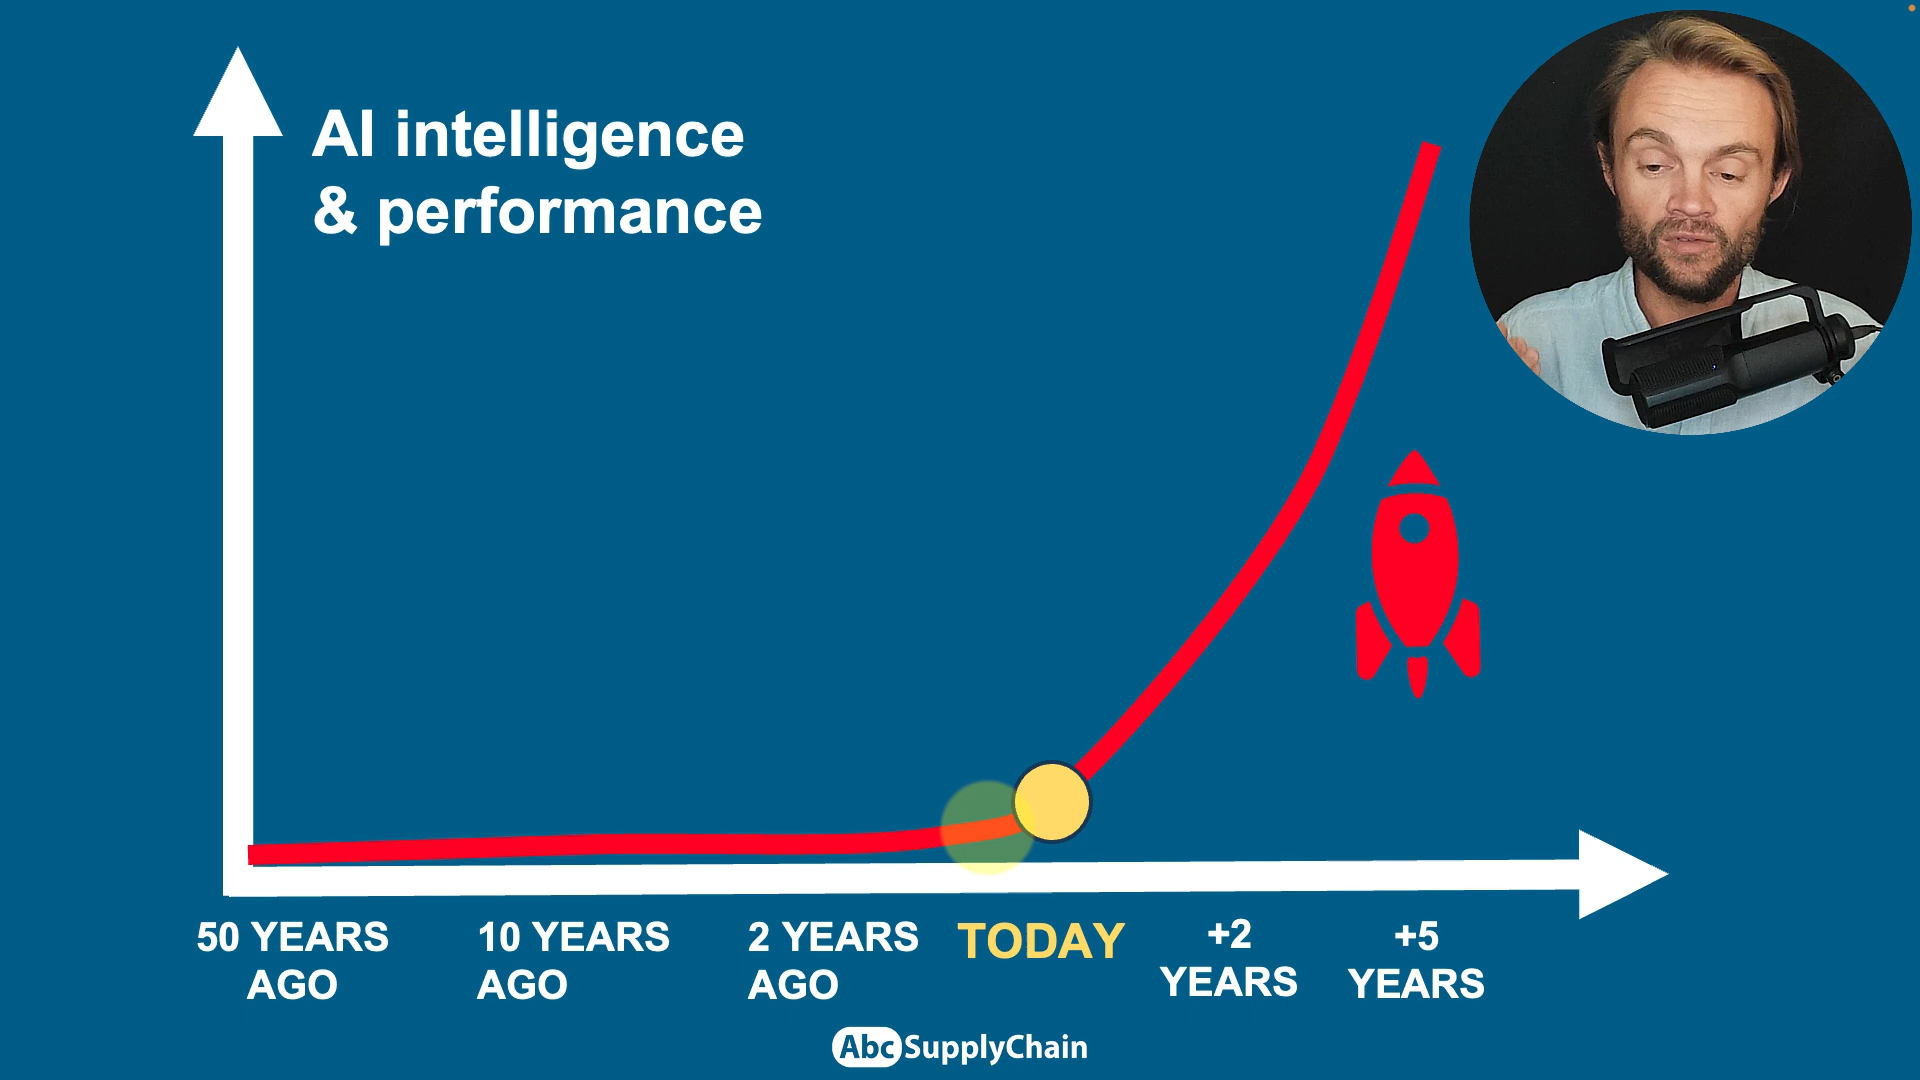 AI intelligence
& performance
50 YEARS
AGO
10 YEARS
AGO
2 YEARS
AGO
TODAY
+2
YEARS
+5
YEARS
AbcSupplyChain